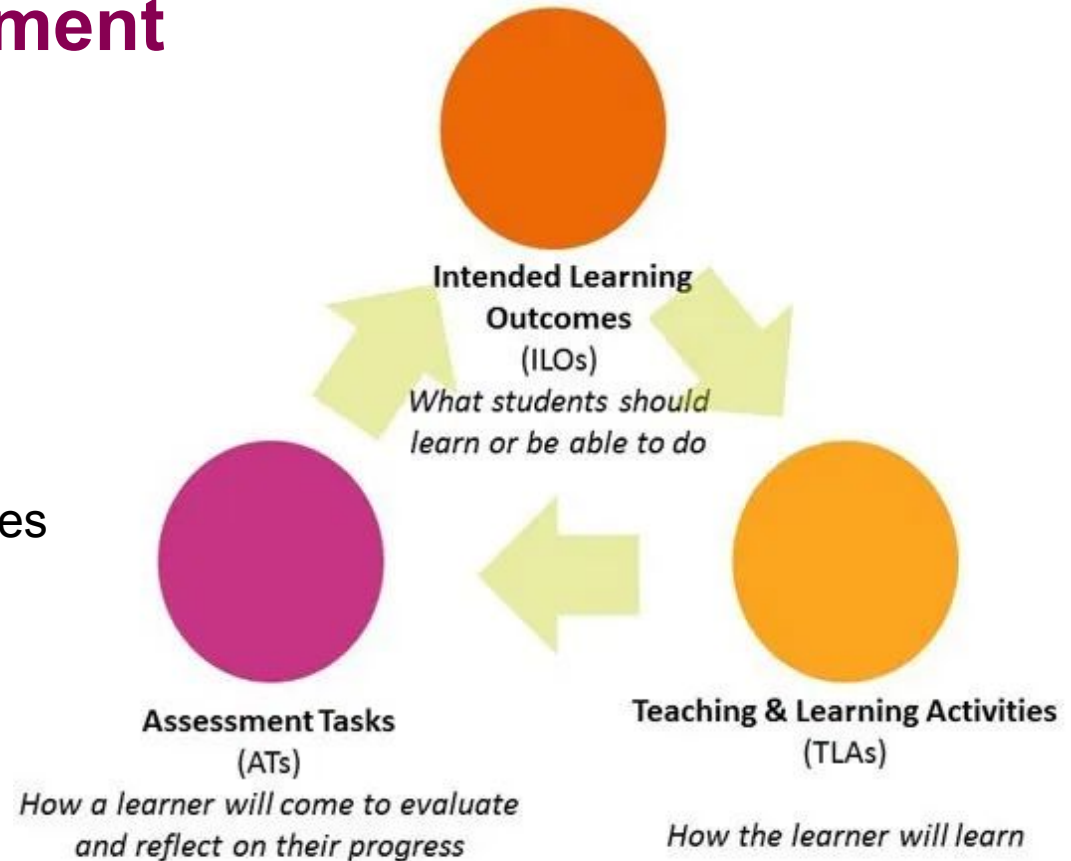 ment
Intended Learning
Outcomes
(ILOs)
What students should
learn or be able to do
es
Assessment Tasks
(ATs)
How a learner will come to evaluate
and reflect on their progress
Teaching & Learning Activities
(TLAs)
How the learner will learn